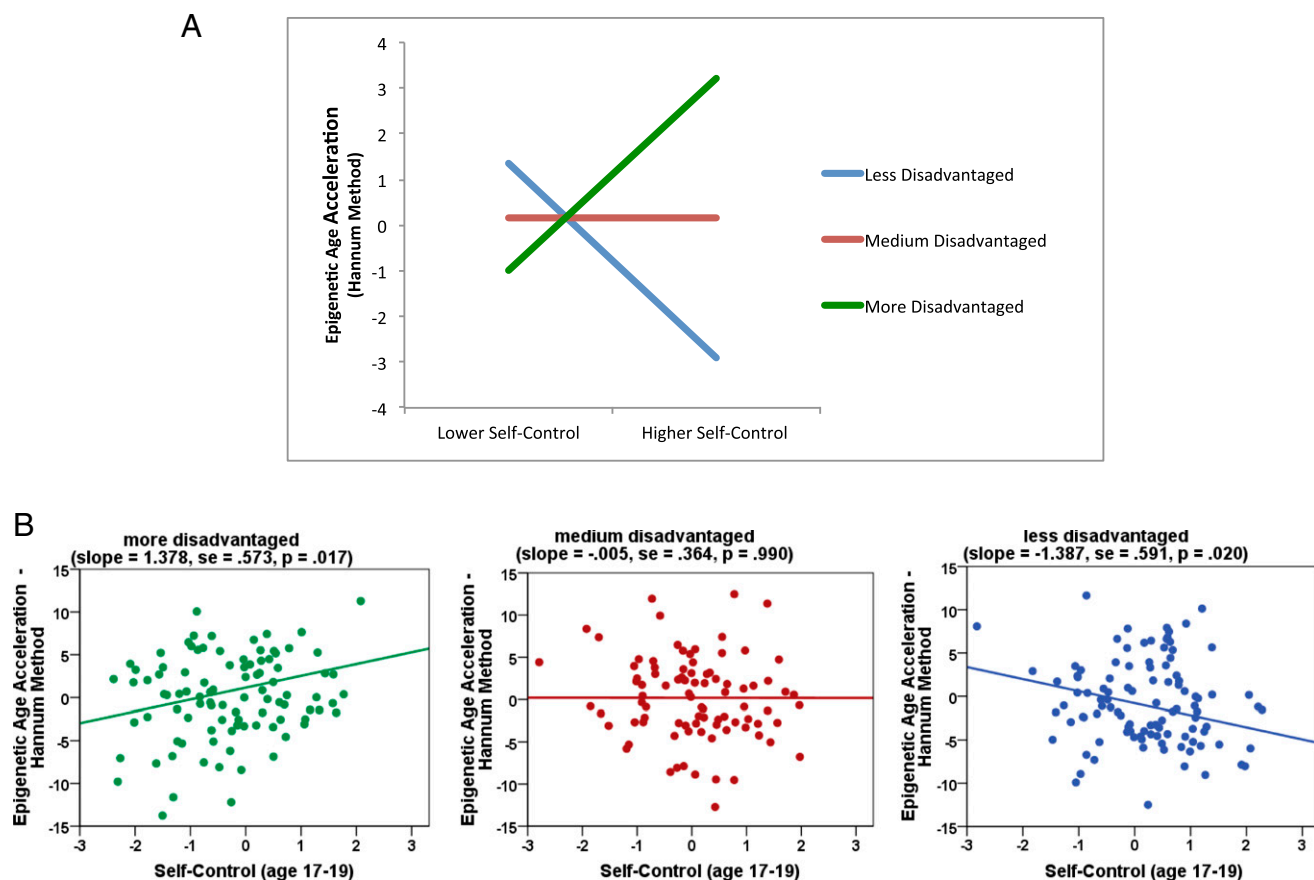 A
4
3
2
1
0
-1
-2
-3
-4
Epigenetic Age Acceleration
(Hannum Method)
Lower Self-Control
Higher Self-Control
Less Disadvantaged
Medium Disadvantaged
More Disadvantaged
B
more disadvantaged
(slope = 1.378, se = .573, p = .017)
15
10
5
0
-5
-10
-15
Epigenetic Age Acceleration -
Hannum Method
-3 -2 -1 0 1 2 3
Self-Control (age 17-19)
medium disadvantaged
(slope = -.005, se = .364, p = .990)
15
10
5
0
-5
-10
-15
Epigenetic Age Acceleration -
Hannum Method
-3 -2 -1 0 1 2 3
Self-Control (age 17-19)
less disadvantaged
(slope = -1.387, se = .591, p = .020)
15
10
5
0
-5
-10
-15
Epigenetic Age Acceleration -
Hannum Method
-3 -2 -1 0 1 2 3
Self-Control (age 17-19)